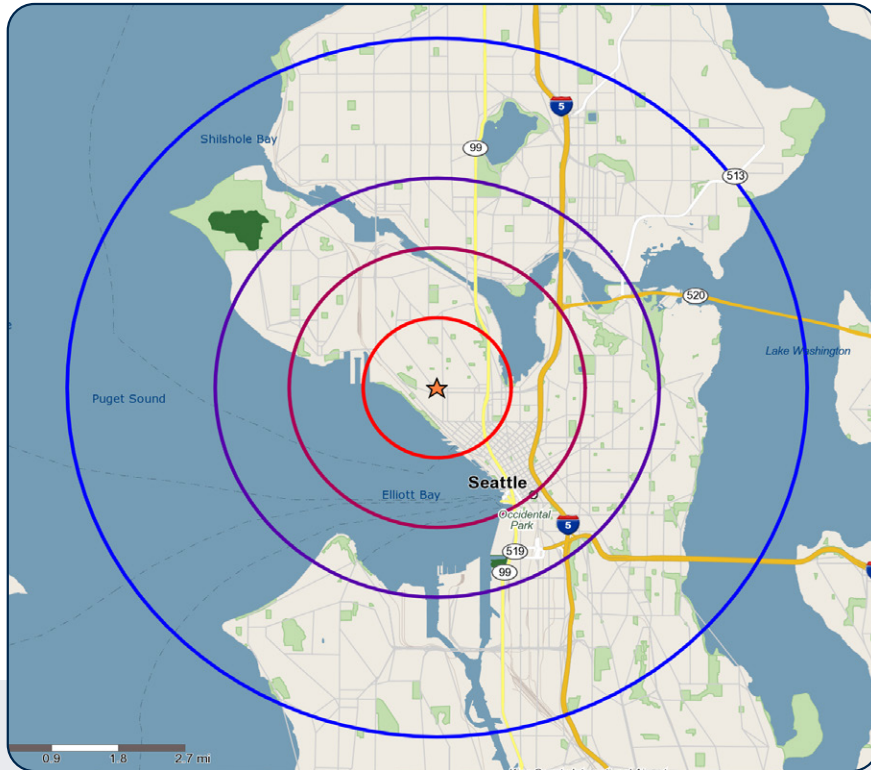 5
Shilshole Bay
99
513
520
Lake Washington
Puget Sound
Seattle
Elliott Bay
Occidental
Park
5
519
99
0.9 1.8 2.7 mi